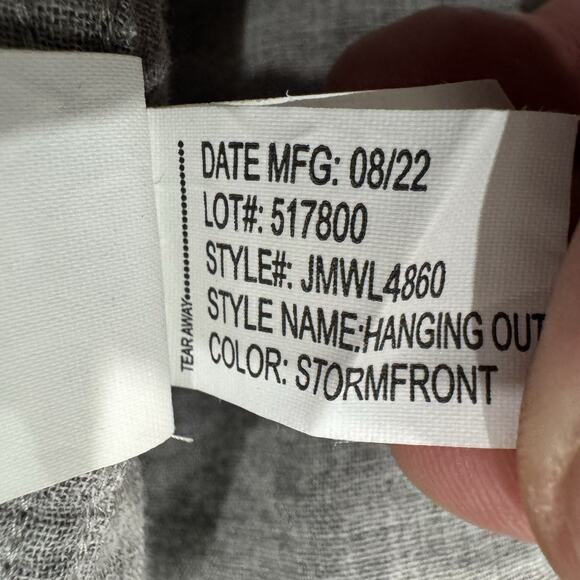 DATE MFG: 08/22
LOT#: 517800
STYLE#: JMWL4860
STYLE NAME:HANGING OUT
COLOR: STORMFRONT
TEAR AWAY